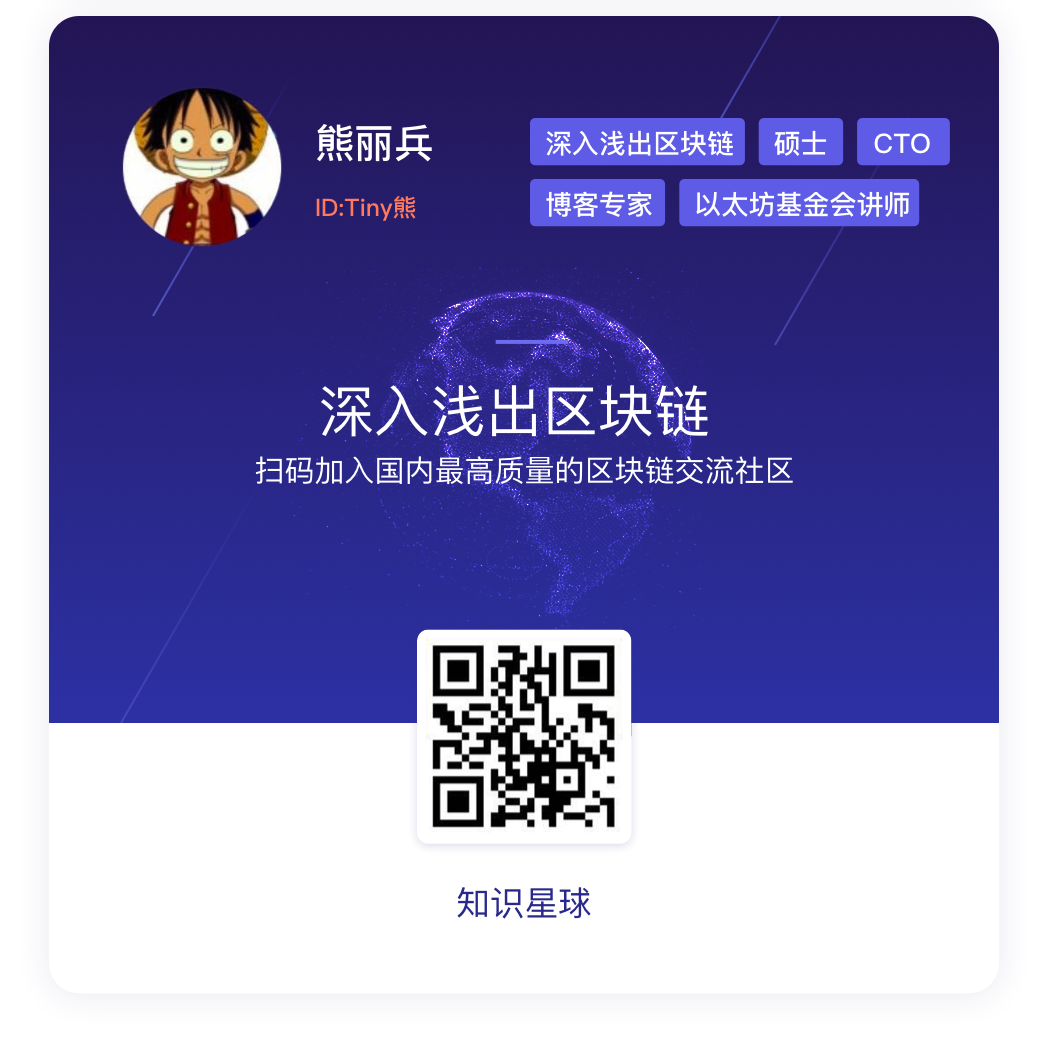 熊丽兵
ID:Tiny熊
深入浅出区块链 硕士 CTO
博客专家 以太坊基金会讲师
深入浅出区块链
扫码加入国内最高质量的区块链交流社区
知识星球